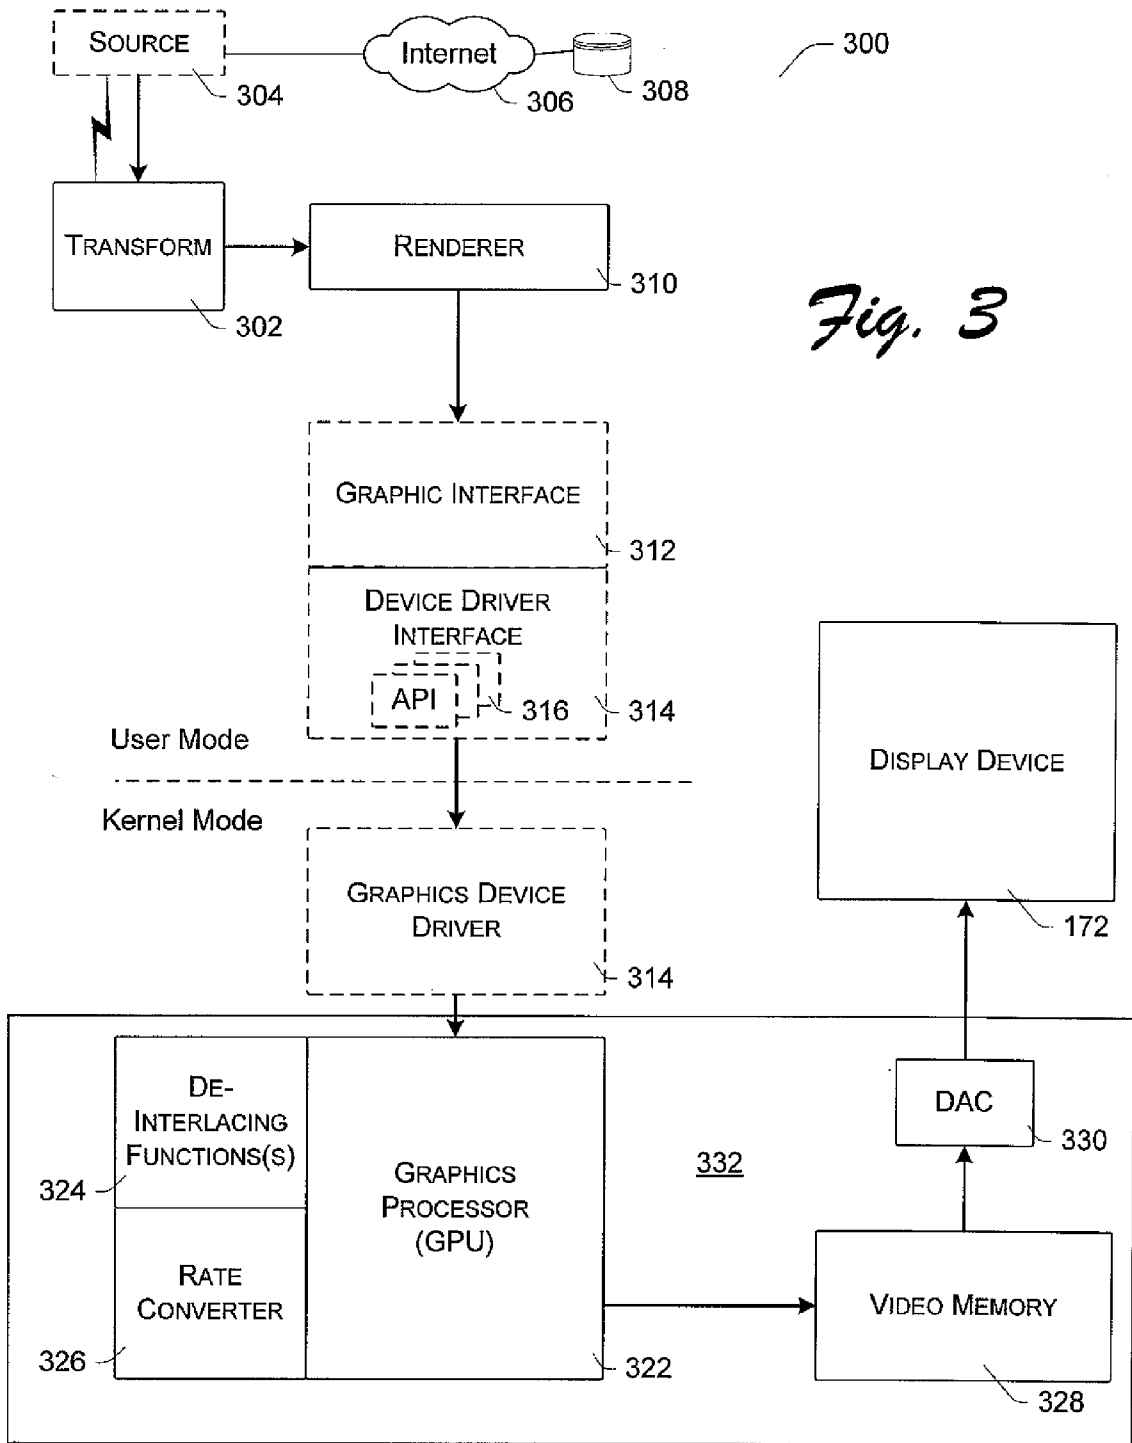 SOURCE
304
Internet
306
308
300
TRANSFORM
302
RENDERER
310
Fig. 3
GRAPHIC INTERFACE
312
DEVICE DRIVER
INTERFACE
API
316
314
User Mode
Kernel Mode
DISPLAY DEVICE
172
GRAPHICS DEVICE
DRIVER
314
DE-
INTERLACING
FUNCTIONS(S)
324
GRAPHICS
PROCESSOR
(GPU)
322
RATE
CONVERTER
326
332
DAC
330
VIDEO MEMORY
328